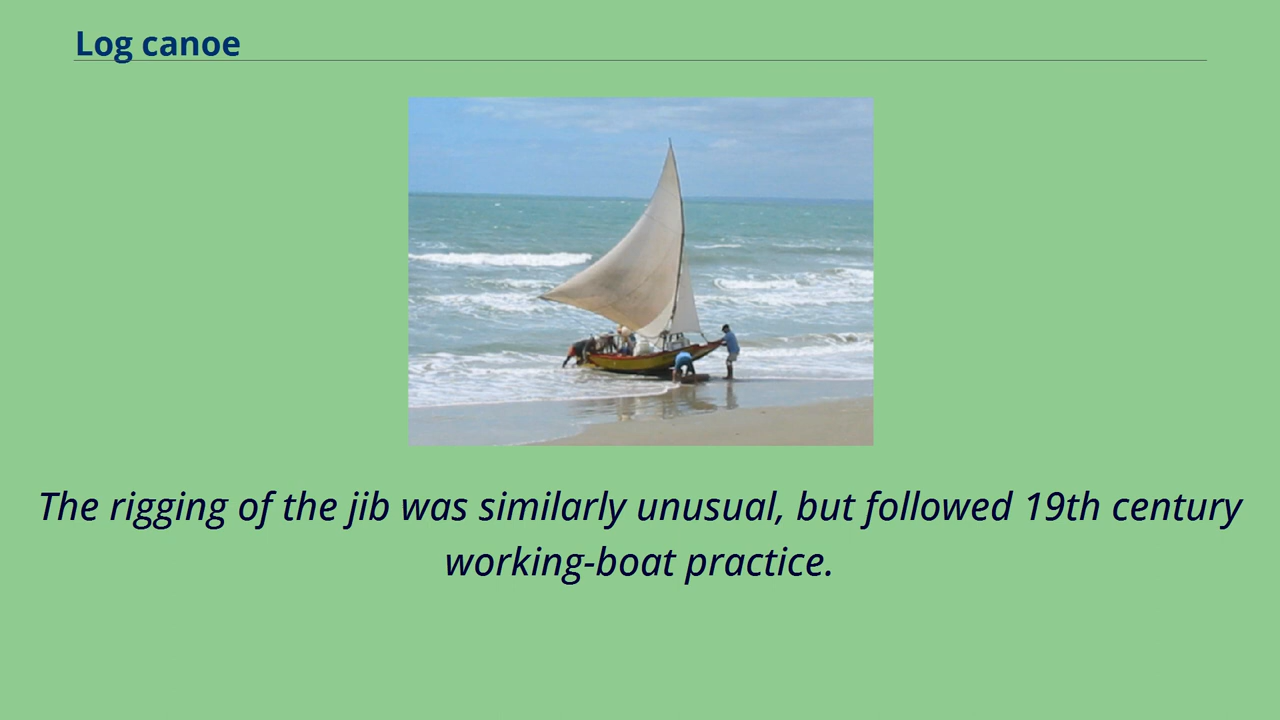 Log canoe
The rigging of the jib was similarly unusual, but followed 19th century
working-boat practice.